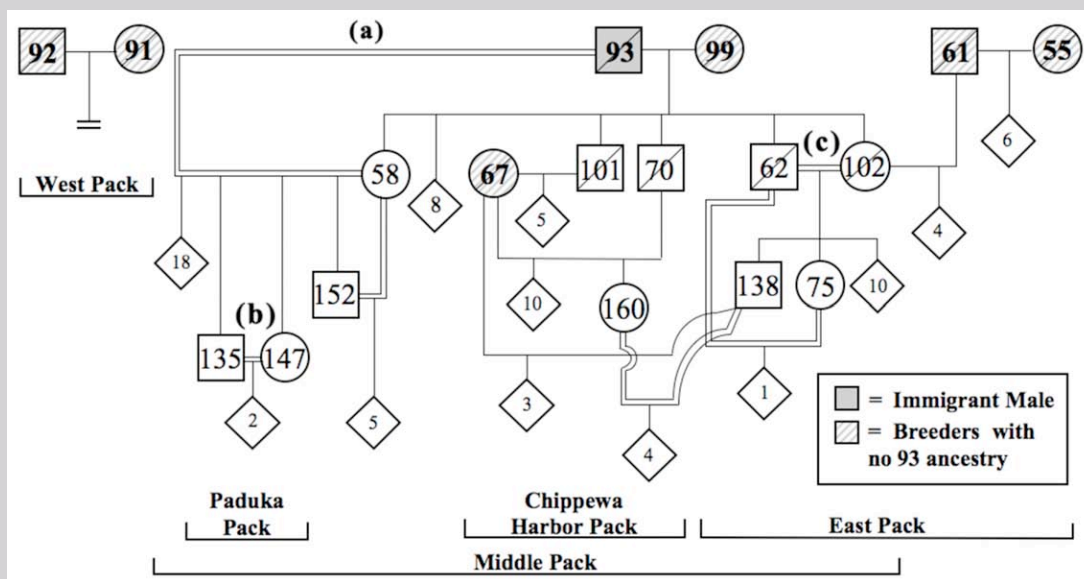 (a)
92 91 93 99 61 55
6
West Pack
58 8 67 101 70 62 (c) 102
5 4
18
152 10 160 138 75 10
(b)
135 147
2 5 3 4 1
= Immigrant Male
= Breeders with
no 93 ancestry
Paduka
Pack
Chippewa
Harbor Pack
East Pack
Middle Pack